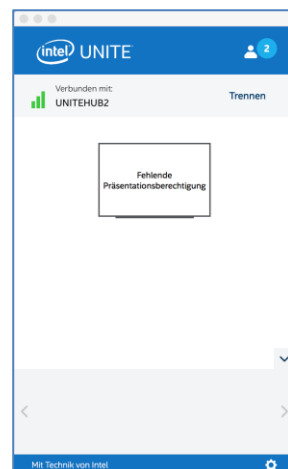 intel UNITE
2
Verbunden mit:
UNITEHUB2
Trennen
Fehlende
Präsentationsberechtigung
Mit Technik von Intel